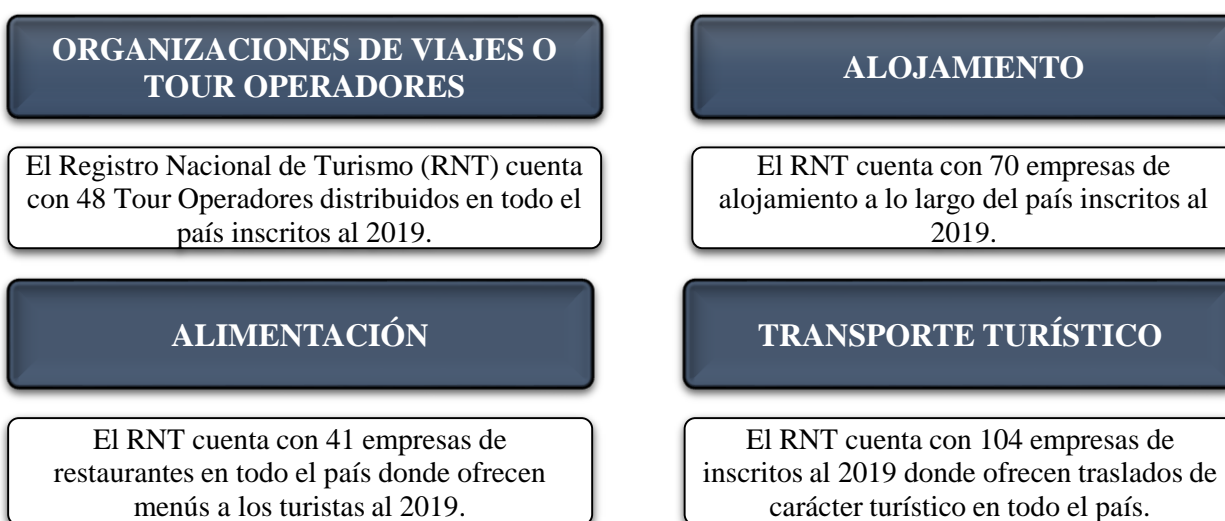 ORGANIZACIONES DE VIAJES O
TOUR OPERADORES
El Registro Nacional de Turismo (RNT) cuenta
con 48 Tour Operadores distribuidos en todo el
país inscritos al 2019.
ALOJAMIENTO
El RNT cuenta con 70 empresas de
alojamiento a lo largo del país inscritos al
2019.
ALIMENTACIÓN
El RNT cuenta con 41 empresas de
restaurantes en todo el país donde ofrecen
menús a los turistas al 2019.
TRANSPORTE TURÍSTICO
El RNT cuenta con 104 empresas de
inscritos al 2019 donde ofrecen traslados de
carácter turístico en todo el país.